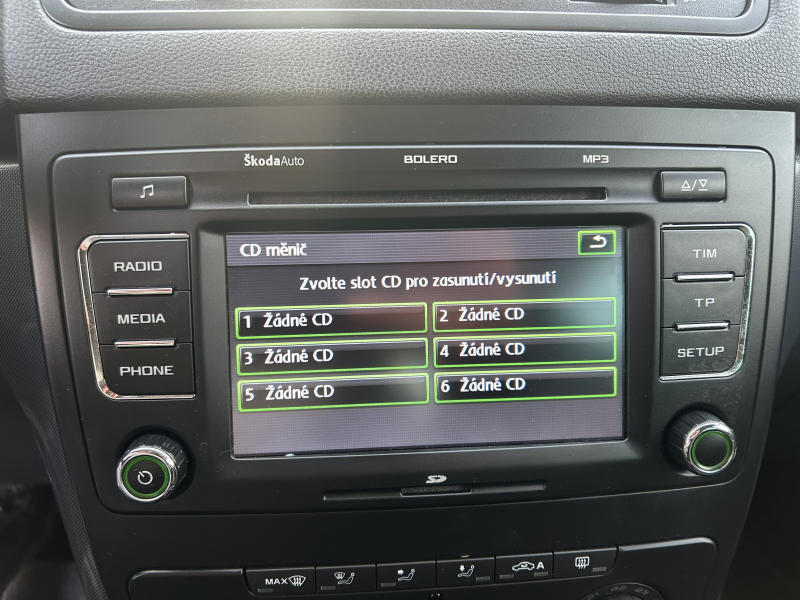 ŠkodaAuto BOLERO MP3
CD měnič
Zvolte slot CD pro zasunutí/vysunutí
1 Žádné CD
2 Žádné CD
3 Žádné CD
4 Žádné CD
5 Žádné CD
6 Žádné CD
RADIO
MEDIA
PHONE
TIM
TP
SETUP
SD
MAX
A